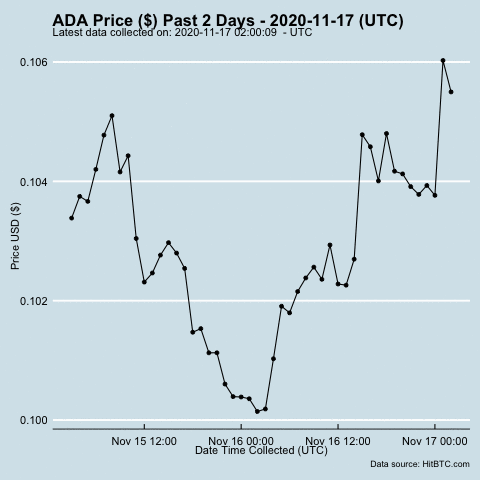 ADA Price ($) Past 2 Days - 2020-11-17 (UTC)
Latest data collected on: 2020-11-17 02:00:09  - UTC
0.106
0.104
0.102
0.100
Price USD ($)
Nov 15 12:00
Nov 16 00:00
Nov 16 12:00
Nov 17 00:00
Date Time Collected (UTC)
Data source: HitBTC.com